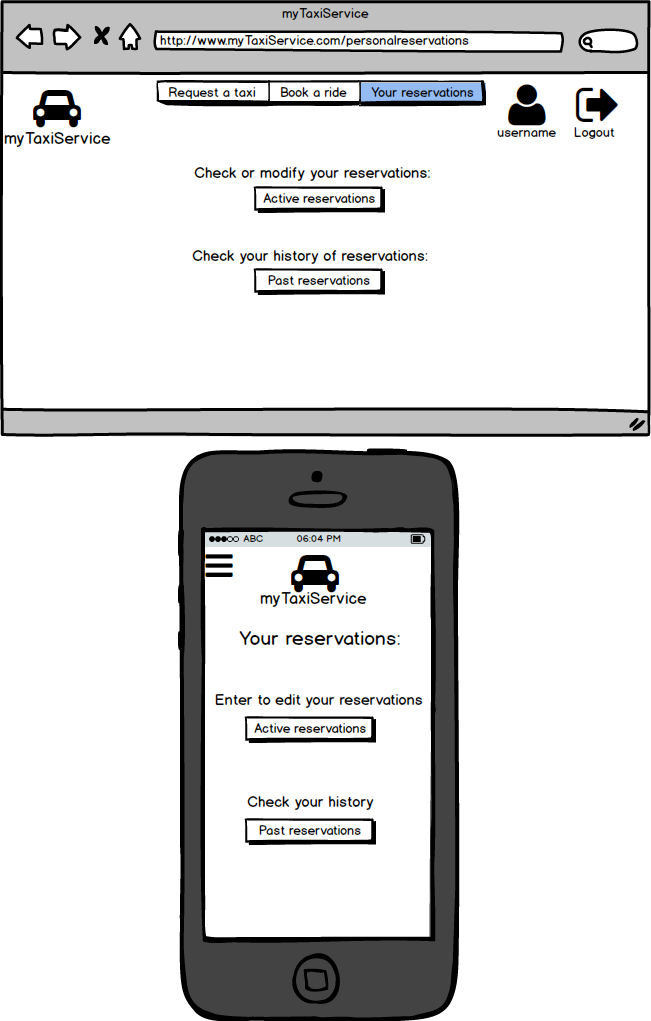 myTaxiService
http://www.myTaxiService.com/personalreservations
Request a taxi Book a ride Your reservations
myTaxiService
username Logout
Check or modify your reservations:
Active reservations
Check your history of reservations:
Past reservations
ABC 06:04 PM
myTaxiService
Your reservations:
Enter to edit your reservations
Active reservations
Check your history
Past reservations